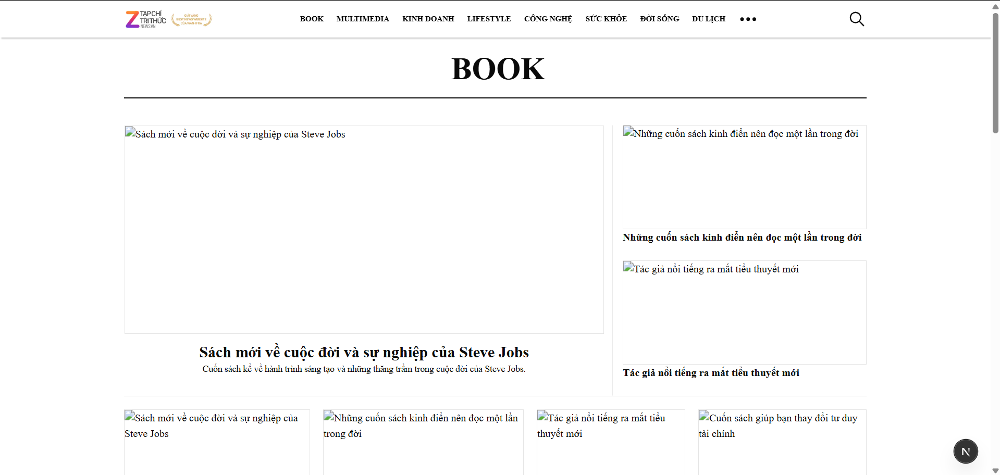 TẠP CHÍ
TRI THỨC
NEWS.VN
GIẢI VÀNG
BEST NEWS WEBSITE
CỦA WAN-IFRA
BOOK MULTIMEDIA KINH DOANH LIFESTYLE CÔNG NGHỆ SỨC KHỎE ĐỜI SỐNG DU LỊCH
BOOK
Sách mới về cuộc đời và sự nghiệp của Steve Jobs
Sách mới về cuộc đời và sự nghiệp của Steve Jobs
Cuốn sách kể về hành trình sáng tạo và những thăng trầm trong cuộc đời của Steve Jobs.
Những cuốn sách kinh điển nên đọc một lần trong đời
Những cuốn sách kinh điển nên đọc một lần trong đời
Tác giả nổi tiếng ra mắt tiểu thuyết mới
Tác giả nổi tiếng ra mắt tiểu thuyết mới
Sách mới về cuộc đời và sự nghiệp của
Steve Jobs
Những cuốn sách kinh điển nên đọc một lần
trong đời
Tác giả nổi tiếng ra mắt tiểu
thuyết mới
Cuốn sách giúp bạn thay đổi tư duy
tài chính
N